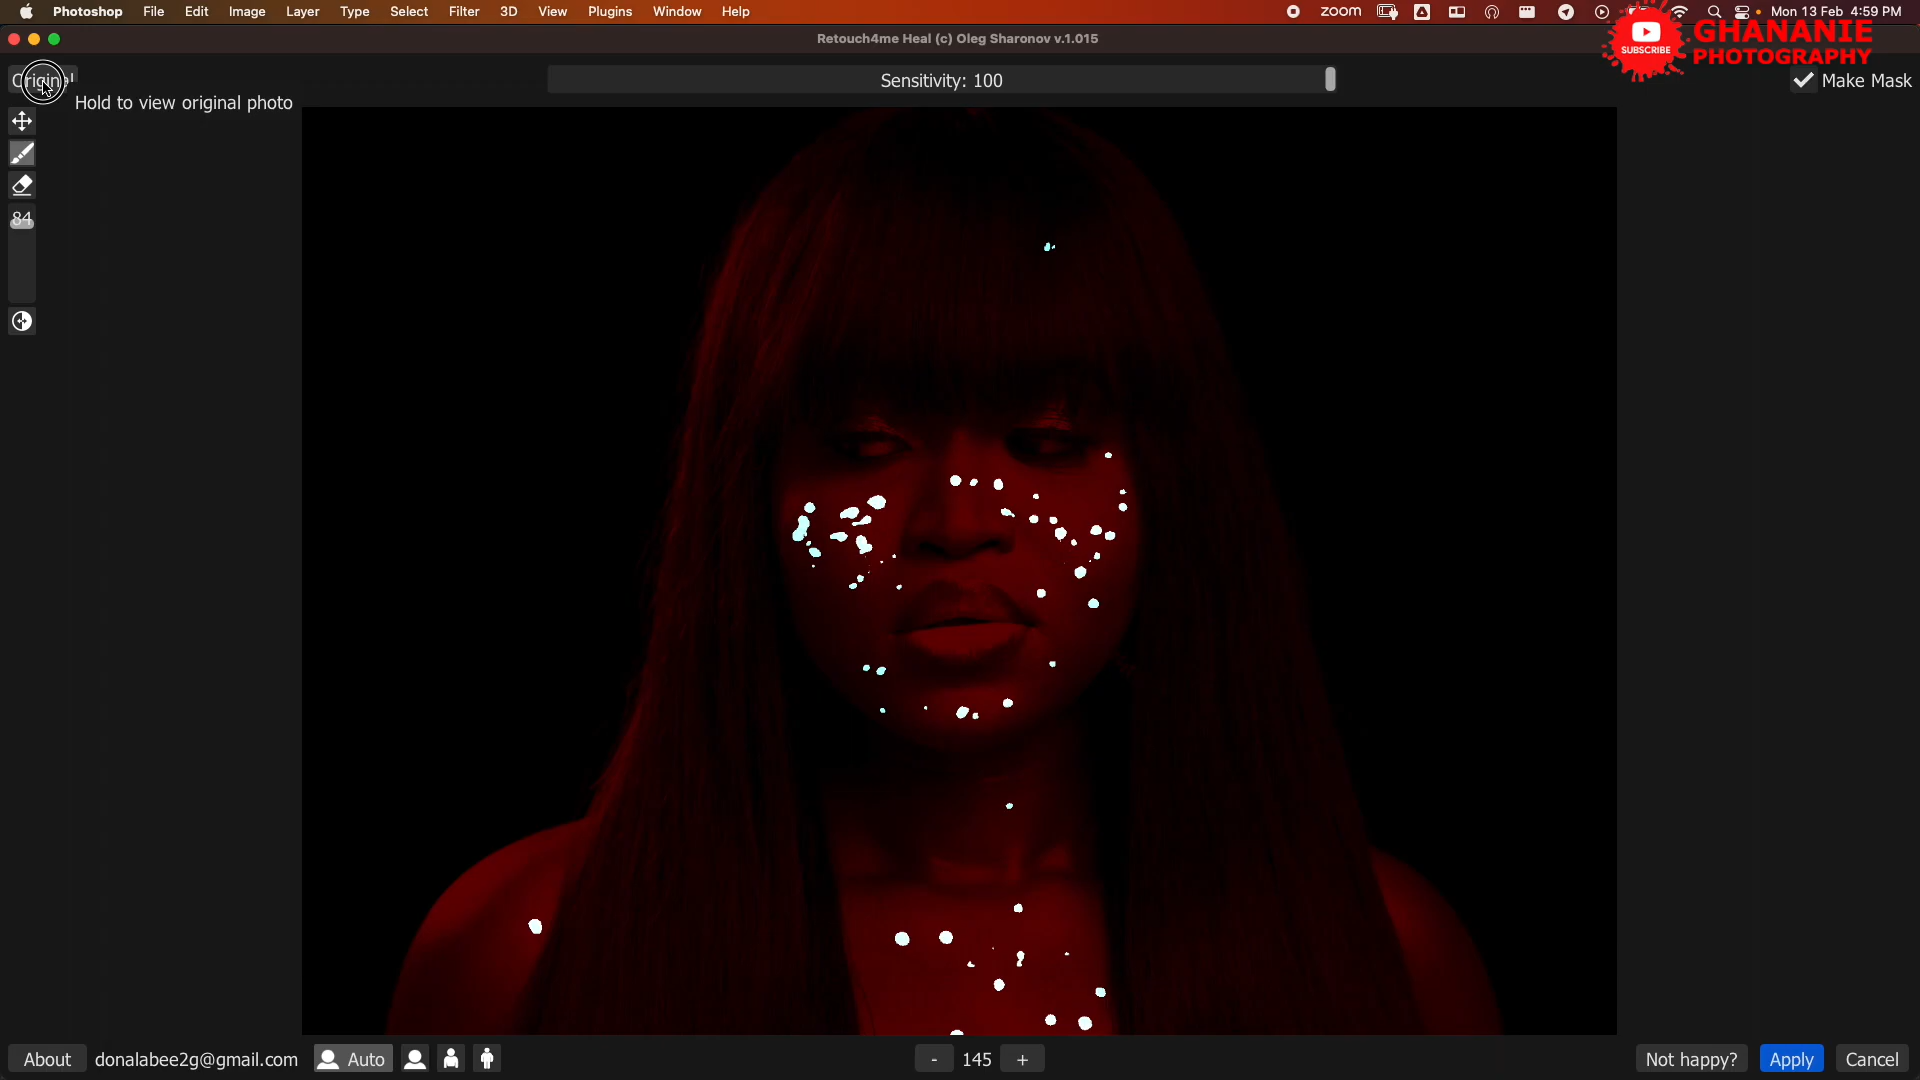 Photoshop File Edit Image Layer Type Select Filter 3D View Plugins Window Help zoom Mon 13 Feb 4:59 PM
Retouch4me Heal (c) Oleg Sharonov v.1.015
SUBSCRIBE
GHANANIE
PHOTOGRAPHY
Original
Sensitivity: 100
Make Mask
Hold to view original photo
84
About donalabee2g@gmail.com Auto - 145 + Not happy? Apply Cancel